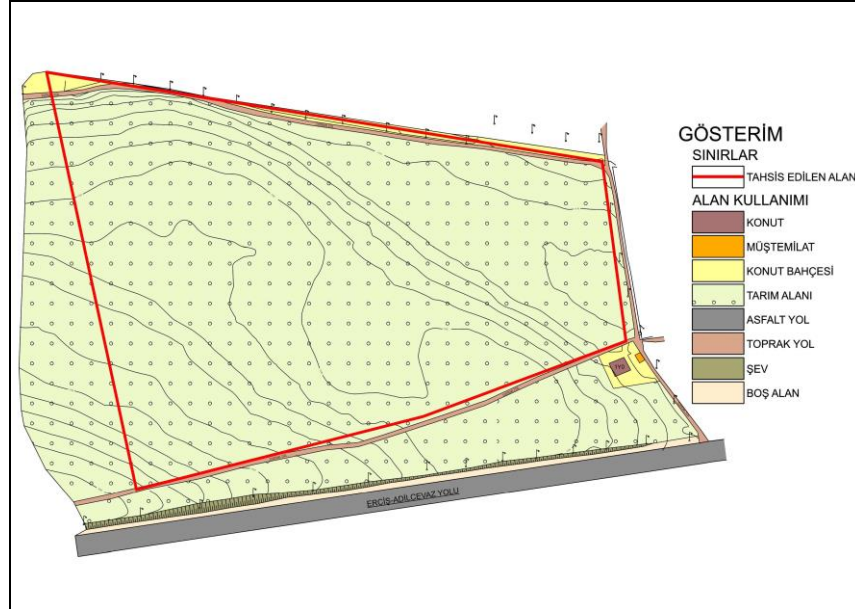 GÖSTERİM
SINIRLAR
TAHSİS EDİLEN ALAN
ALAN KULLANIMI
KONUT
MÜŞTEMİLAT
KONUT BAHÇESİ
TARIM ALANI
ASFALT YOL
TOPRAK YOL
ŞEV
BOŞ ALAN
ERCİŞ-ADİLCEVAZ YOLU